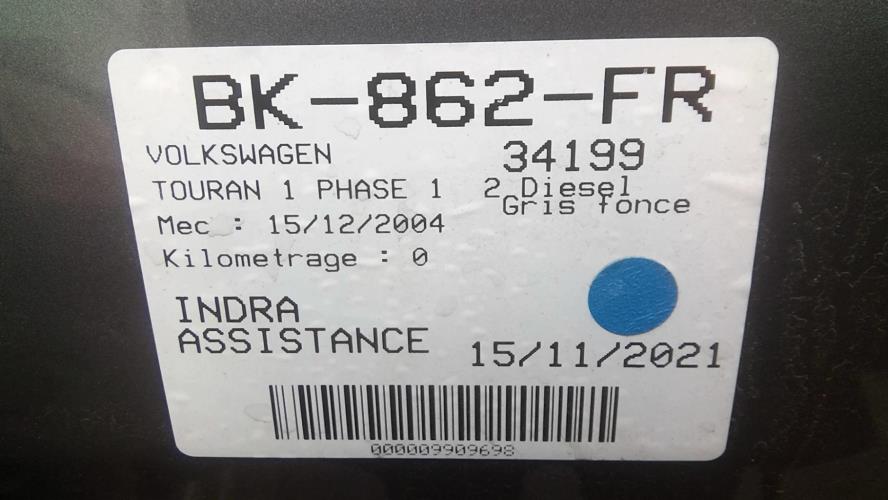 BK-862-FR
VOLKSWAGEN 34199
TOURAN 1 PHASE 1 2 Diesel
Gris fonce
Mec : 15/12/2004
Kilometrage : 0
INDRA
ASSISTANCE 15/11/2021
000009909698